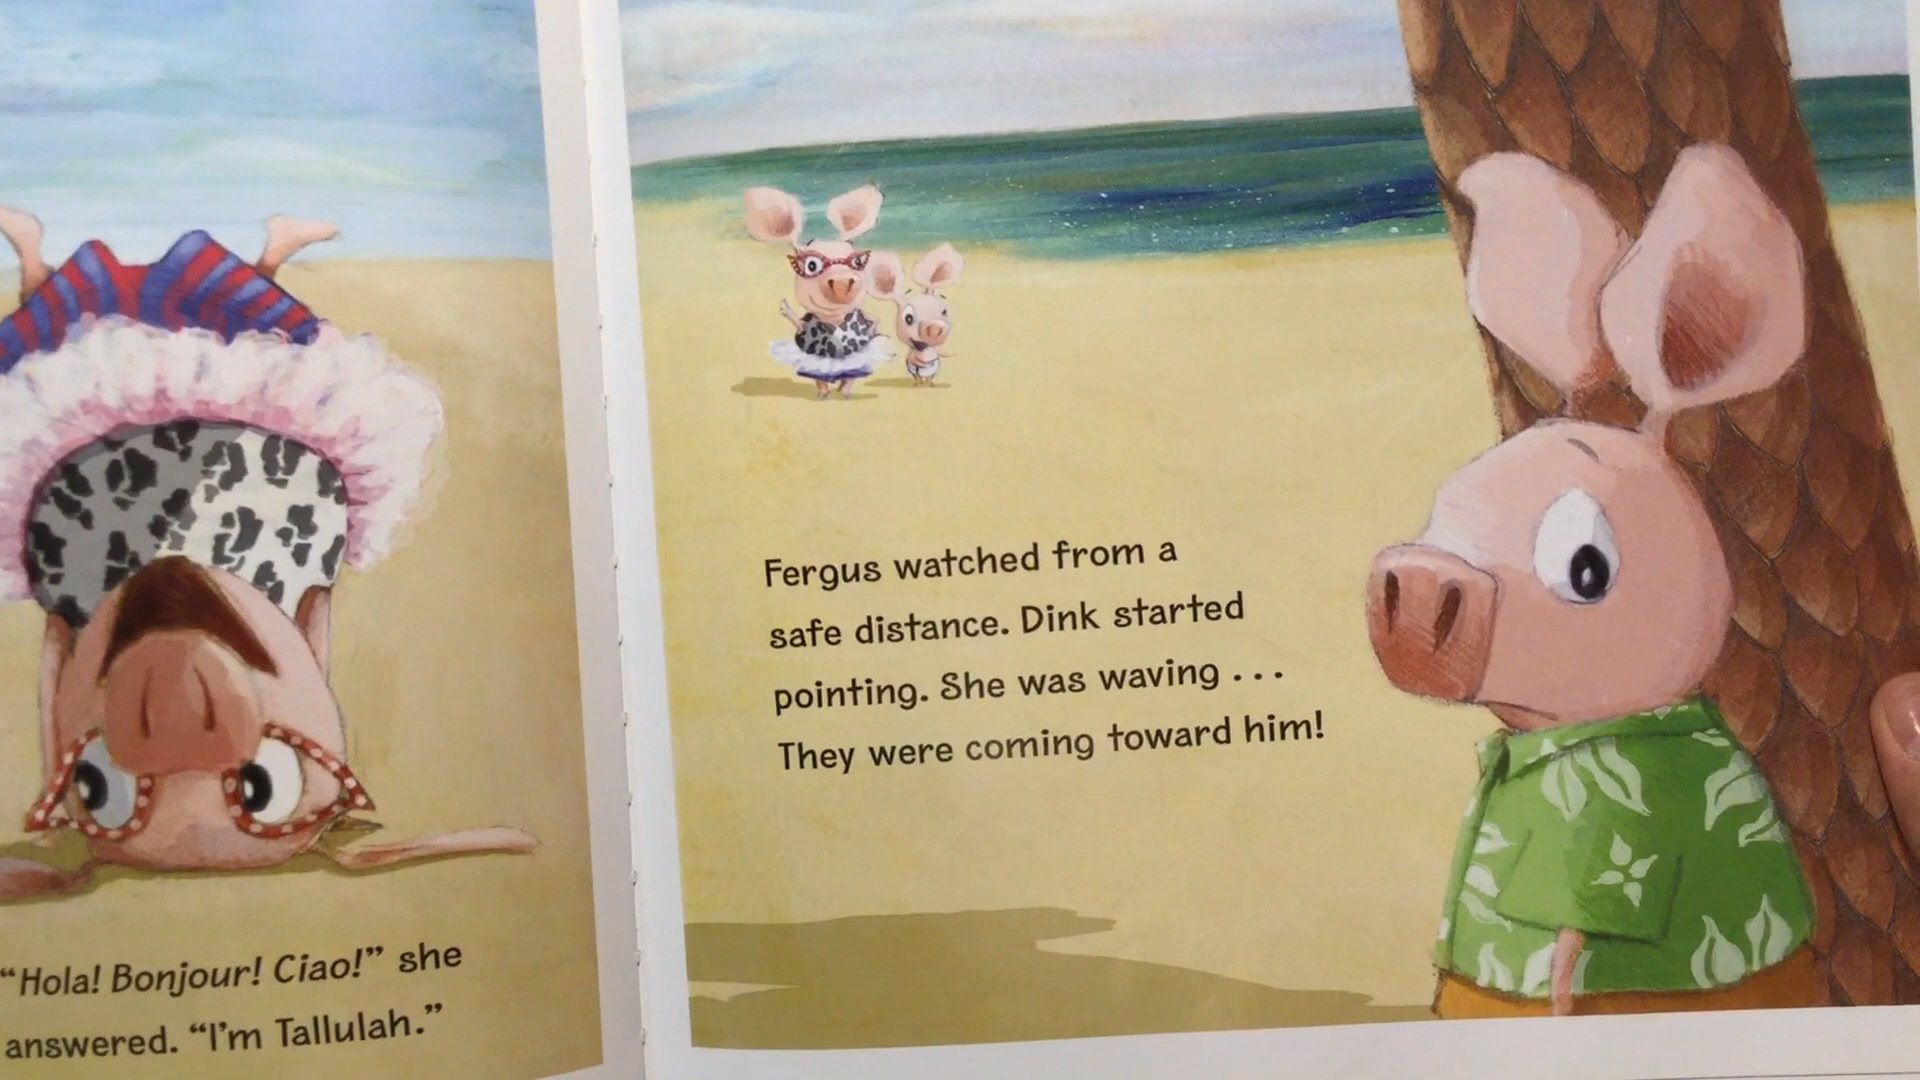 “Hola! Bonjour! Ciao!” she
answered. “I’m Tallulah.”
Fergus watched from a
safe distance. Dink started
pointing. She was waving . . .
They were coming toward him!